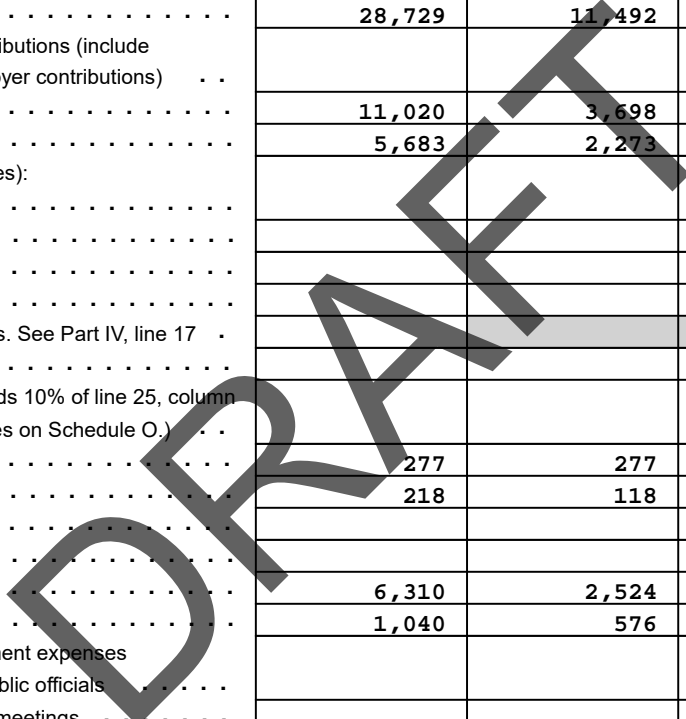 . . . . . . . . . . . . 28,729 11,492
ibutions (include
yer contributions) . .
. . . . . . . . . . . . 11,020 3,698
. . . . . . . . . . . . 5,683 2,273
es):
. . . . . . . . . . . .
. . . . . . . . . . . .
. . . . . . . . . . . .
. . . . . . . . . . . .
s. See Part IV, line 17 .
. . . . . . . . . . . .
ds 10% of line 25, column
es on Schedule O.) . .
. . . . . . . . . . . . 277 277
. . . . . . . . . . . . 218 118
. . . . . . . . . . . .
. . . . . . . . . . . .
. . . . . . . . . . . . 6,310 2,524
. . . . . . . . . . . . 1,040 576
ent expenses
blic officials . . . . .
meetings . . . . . . .
DRAFT